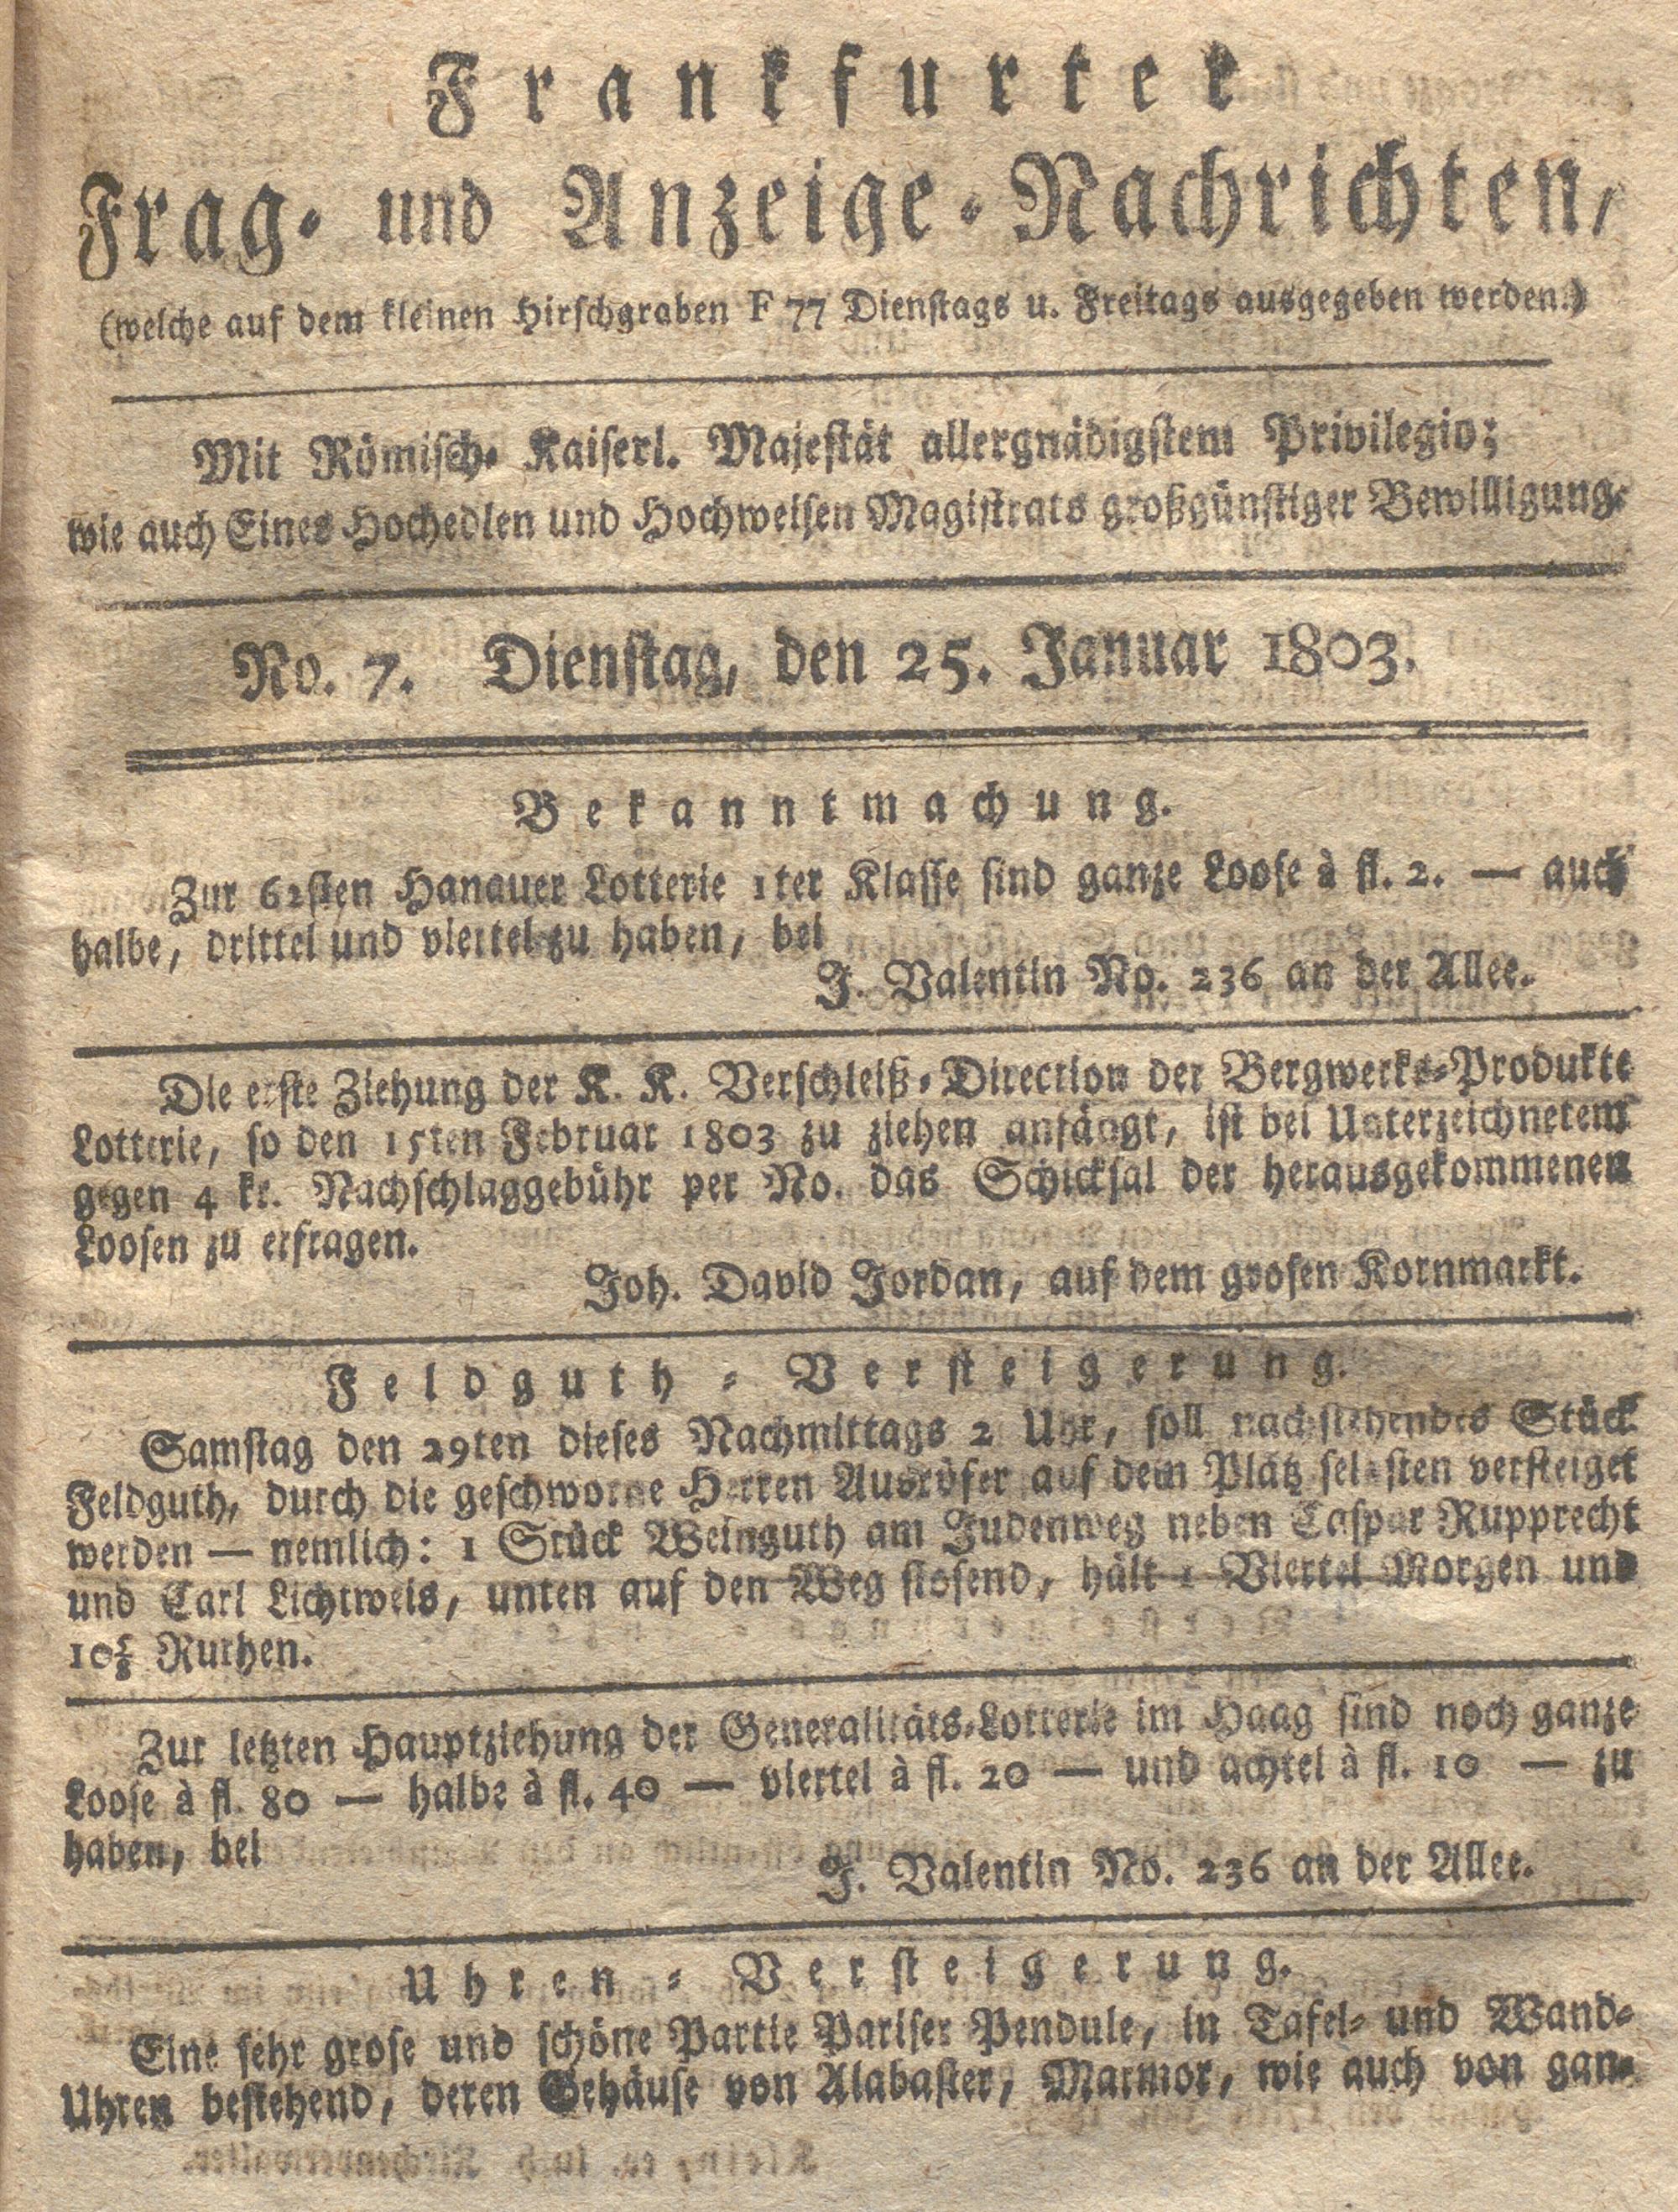 Frankfurter
Frag- und Anzeige-Nachrichten,
(welche auf dem kleinen Hirschgraben F 77 Dienstags u. Freitags ausgegeben werden.)
Mit Römisch- Kaiserl. Majestät allergnädigstem Privilegio;
wie auch Eines Hochedlen und Hochweisen Magistrats großgünstiger Bewilligung.
No. 7. Dienstag, den 25. Januar 1803.
Bekanntmachung.
Zur 62sten Hanauer Lotterie 1ter Klasse sind ganze Loose à fl. 2. — auch
halbe, drittel und viertel zu haben, bei
J. Valentin No. 236 an der Allee.
Die erste Ziehung der K. K. Verschleiß-Direction der Bergwerks-Produkte
Lotterie, so den 15ten Februar 1803 zu ziehen anfängt, ist bei Unterzeichnetem
gegen 4 kr. Nachschlaggebühr per No. das Schicksal der herausgekommenen
Loosen zu erfragen.
Joh. David Jordan, auf dem grosen Kornmarkt.
Feldguth-Versteigerung.
Samstag den 29ten dieses Nachmittags 2 Uhr, soll nachstehendes Stück
Feldguth, durch die geschworne Herren Ausrüfer auf dem Platz selbsten versteiget
werden — nemlich: 1 Stück Weinguth am Judenweg neben Caspar Rupprecht
und Carl Lichtweis, unten auf den Weg stosend, hält 1 Viertel Morgen und
10⅝ Ruthen.
Zur letzten Hauptziehung der Generalitäts-Lotterie im Haag sind noch ganze
Loose à fl. 80 — halbe à fl. 40 — viertel à fl. 20 — und achtel à fl. 10 — zu
haben, bei
J. Valentin No. 236 an der Allee.
Uhren-Versteigerung.
Eine sehr grose und schöne Partie Pariser Pendule, in Tafel- und Wand-
Uhren bestehend, deren Gehäuse von Alabaster, Marmor, wie auch von gan-